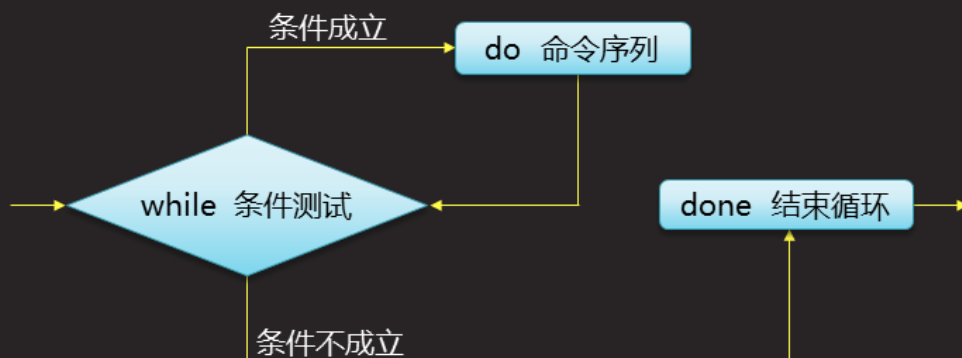 条件成立
do 命令序列
while 条件测试
done 结束循环
条件不成立